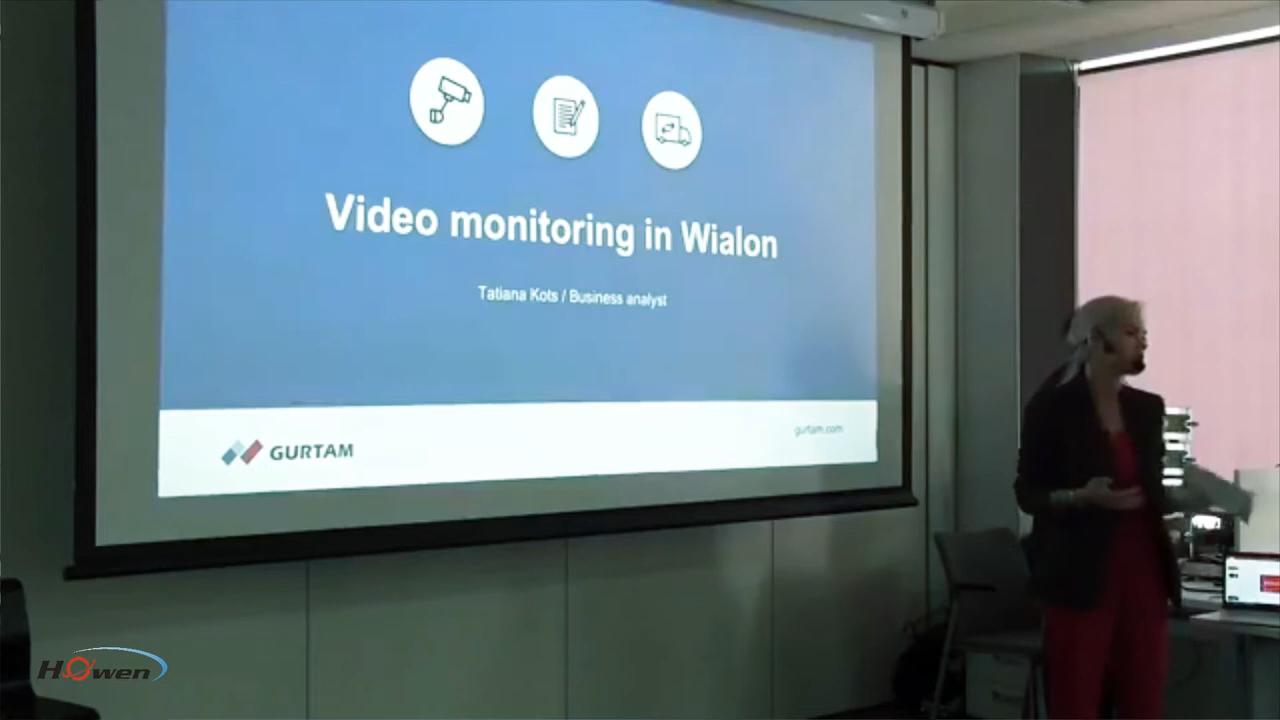 Video monitoring in Wialon
Tatiana Kots / Business analyst
GURTAM
gurtam.com
HOwen